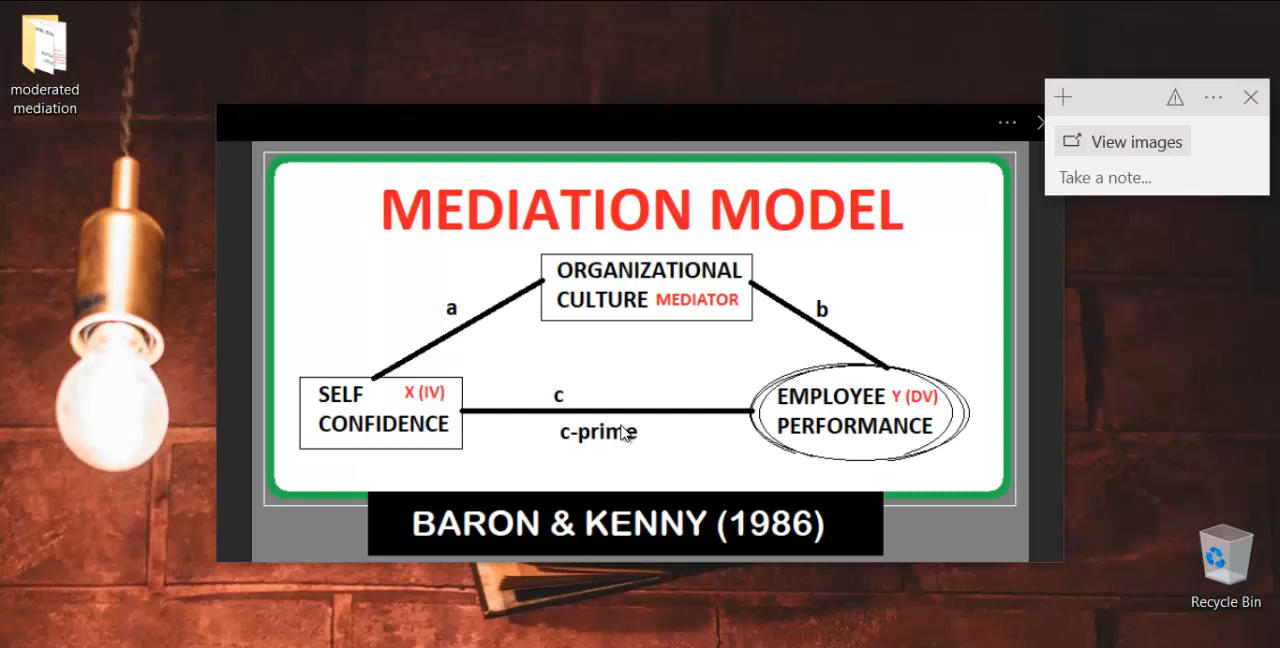 moderated
mediation
View images
Take a note...
MEDIATION MODEL
ORGANIZATIONAL
CULTURE MEDIATOR
a
b
SELF X (IV)
CONFIDENCE
c
c-prime
EMPLOYEE Y (DV)
PERFORMANCE
BARON & KENNY (1986)
Recycle Bin